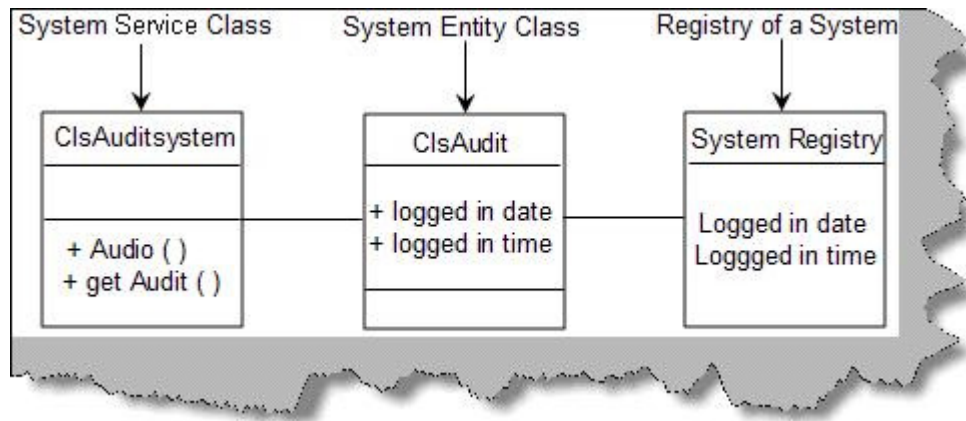 System Service Class
System Entity Class
Registry of a System
ClsAuditsystem
+ Audio ( )
+ get Audit ( )
ClsAudit
+ logged in date
+ logged in time
System Registry
Logged in date
Loggged in time